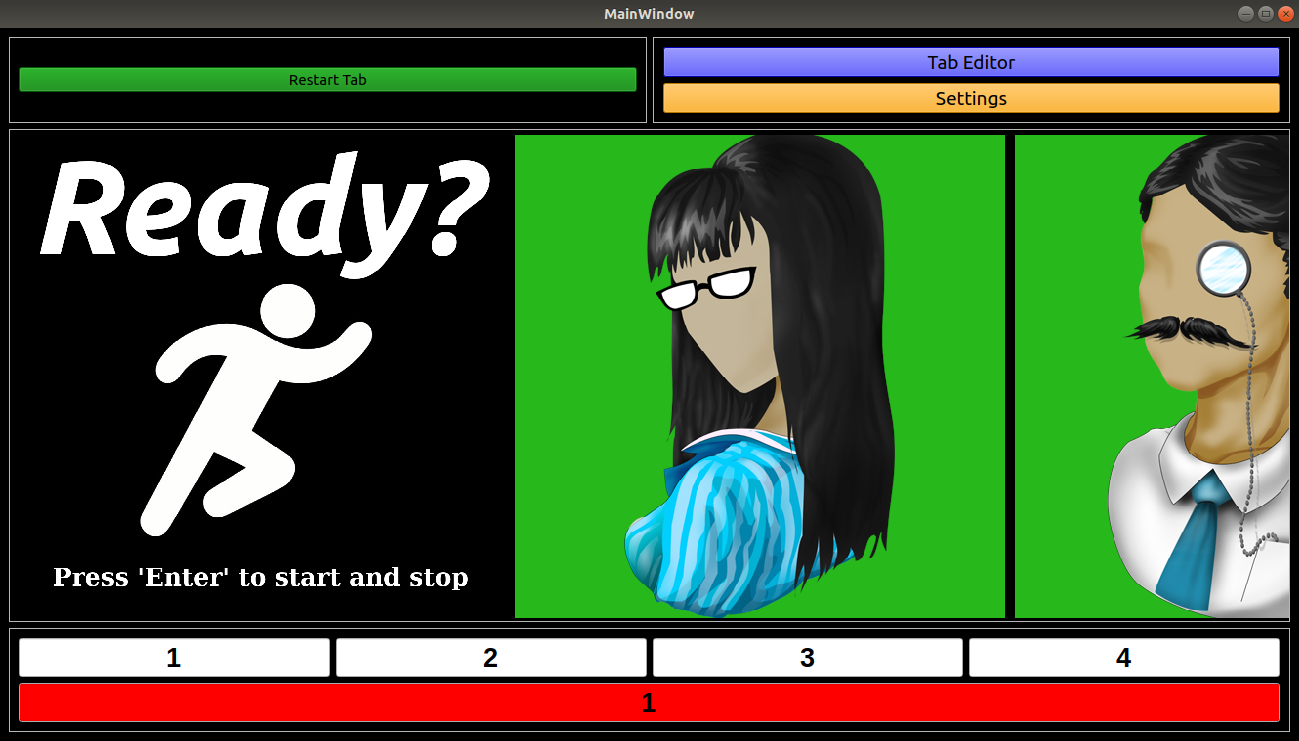 MainWindow
Restart Tab
Tab Editor
Settings
Ready?
Press 'Enter' to start and stop
1 2 3 4
1